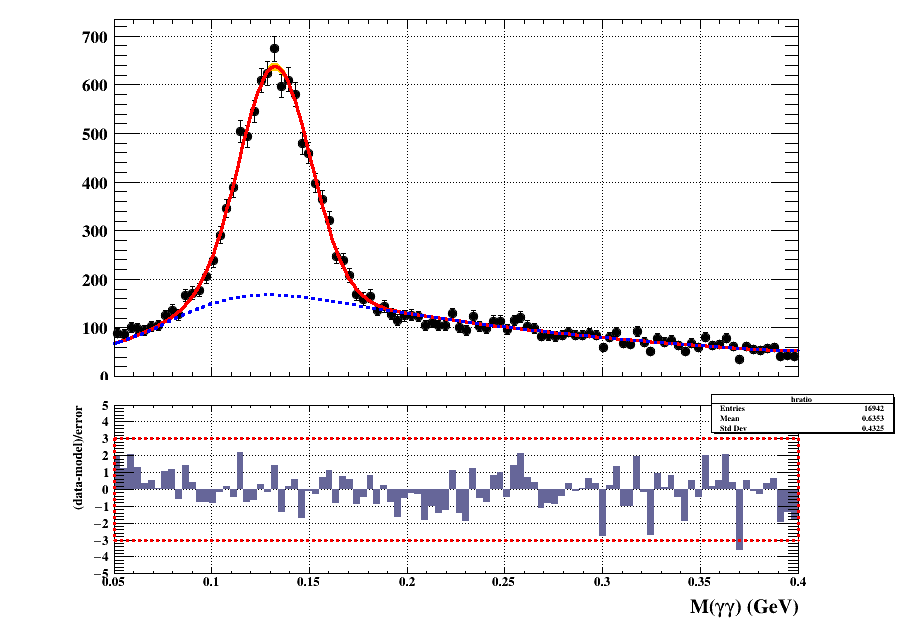 700
600
500
400
300
200
100
0
hratio
Entries 16942
Mean 0.6353
Std Dev 0.4325
(data-model)/error
5
4
3
2
1
0
−1
−2
−3
−4
−5
0.05 0.1 0.15 0.2 0.25 0.3 0.35 0.4
M(γγ) (GeV)